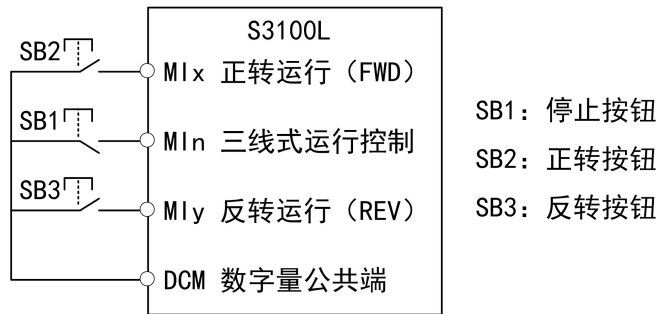 S3100L
SB2
MIx 正转运行（FWD）
SB1
MIn 三线式运行控制
SB3
MIy 反转运行（REV）
DCM 数字量公共端
SB1：停止按钮
SB2：正转按钮
SB3：反转按钮